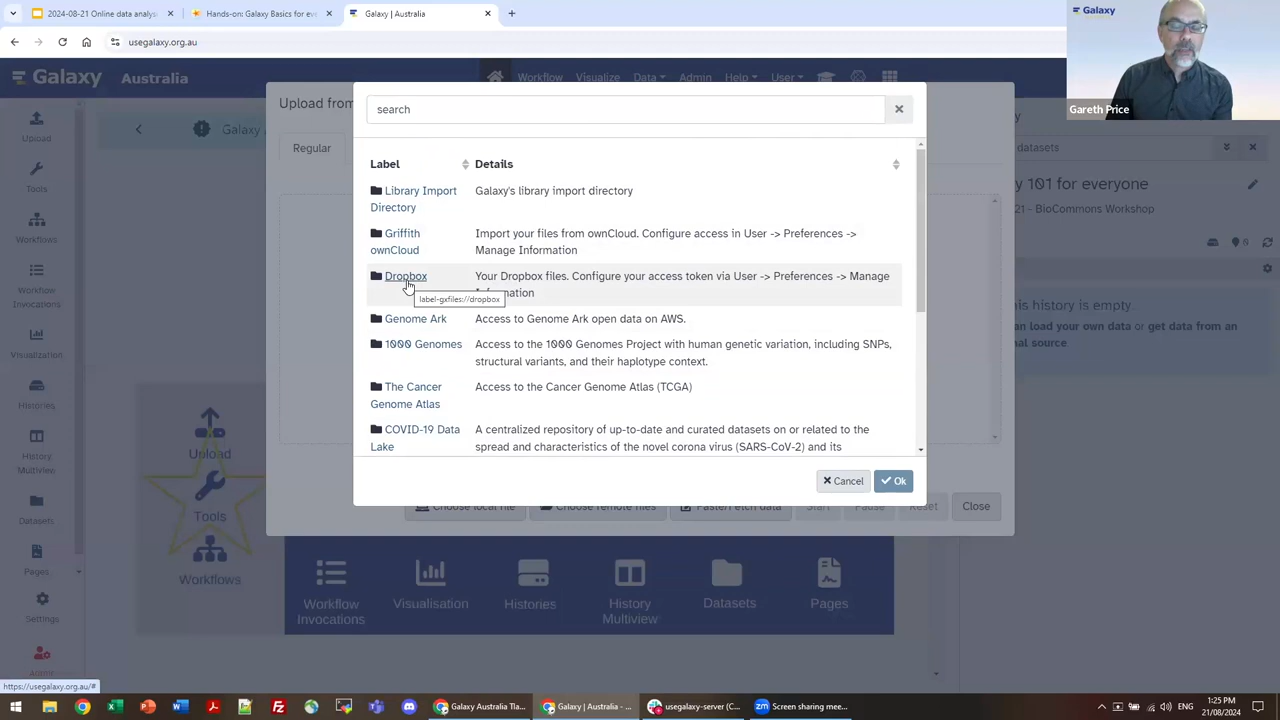 2024-08-21 Online data analys
Hands-on: Galaxy Basics for ev
Galaxy | Australia
usegalaxy.org.au
Galaxy
Galaxy Australia
Workflow Visualize Data Admin Help User
Gareth Price
Upload from
Regular
search
Label Details
Library Import
Directory
Galaxy's library import directory
Griffith
ownCloud
Import your files from ownCloud. Configure access in User -> Preferences ->
Manage Information
Dropbox
Your Dropbox files. Configure your access token via User -> Preferences -> Manage
label-gxfiles://dropbox
Genome Ark
Access to Genome Ark open data on AWS.
1000 Genomes
Access to the 1000 Genomes Project with human genetic variation, including SNPs,
structural variants, and their haplotype context.
The Cancer
Genome Atlas
Access to the Cancer Genome Atlas (TCGA)
COVID-19 Data
Lake
A centralized repository of up-to-date and curated datasets on or related to the
spread and characteristics of the novel corona virus (SARS-CoV-2) and its
Cancel Ok
Choose local file Choose remote files Paste/Fetch data Start Pause Reset Close
Upload
Tools
Workflows
Workflow
Invocations
Visualization
Histories
History
Multiview
Datasets
Pages
Settings
Admin
Galaxy
datasets
y 101 for everyone
21 - BioCommons Workshop
0
his history is empty.
can load your own data or get data from an
nal source
Upload
Tools
Workflows
Workflow
Invocations
Visualisation
Histories
History
Multiview
Datasets
Pages
https://usegalaxy.org.au/#
Galaxy Australia Tla...
Galaxy | Australia - ...
usegalaxy-server (C...
Screen sharing mee...
ENG
1:25 PM
21/08/2024